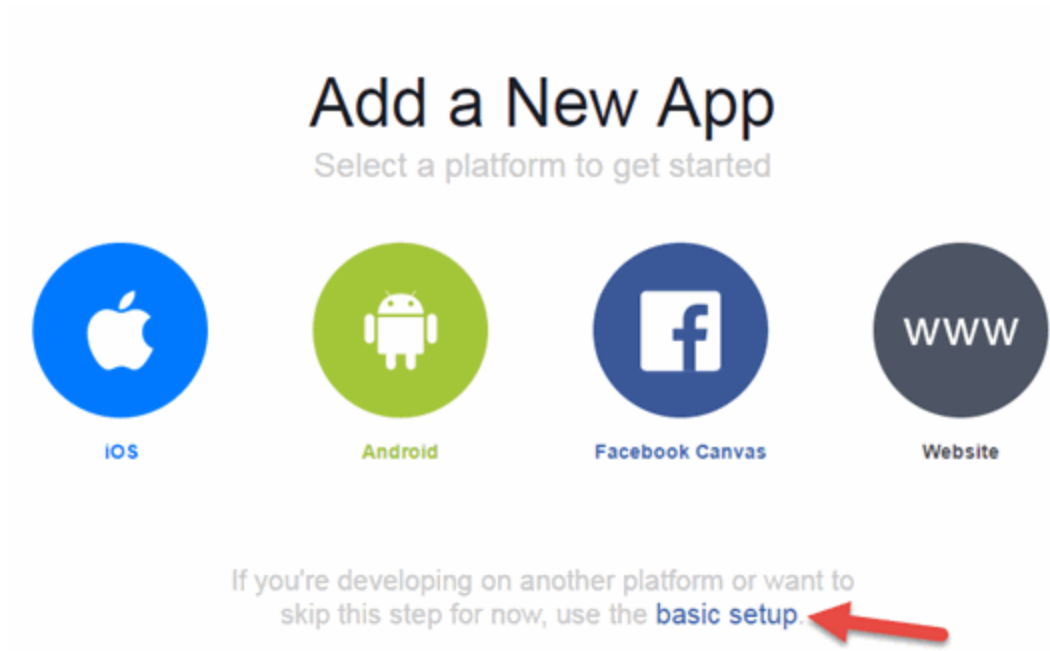 Add a New App
Select a platform to get started
www
iOS
Android
Facebook Canvas
Website
If you're developing on another platform or want to
skip this step for now, use the basic setup.